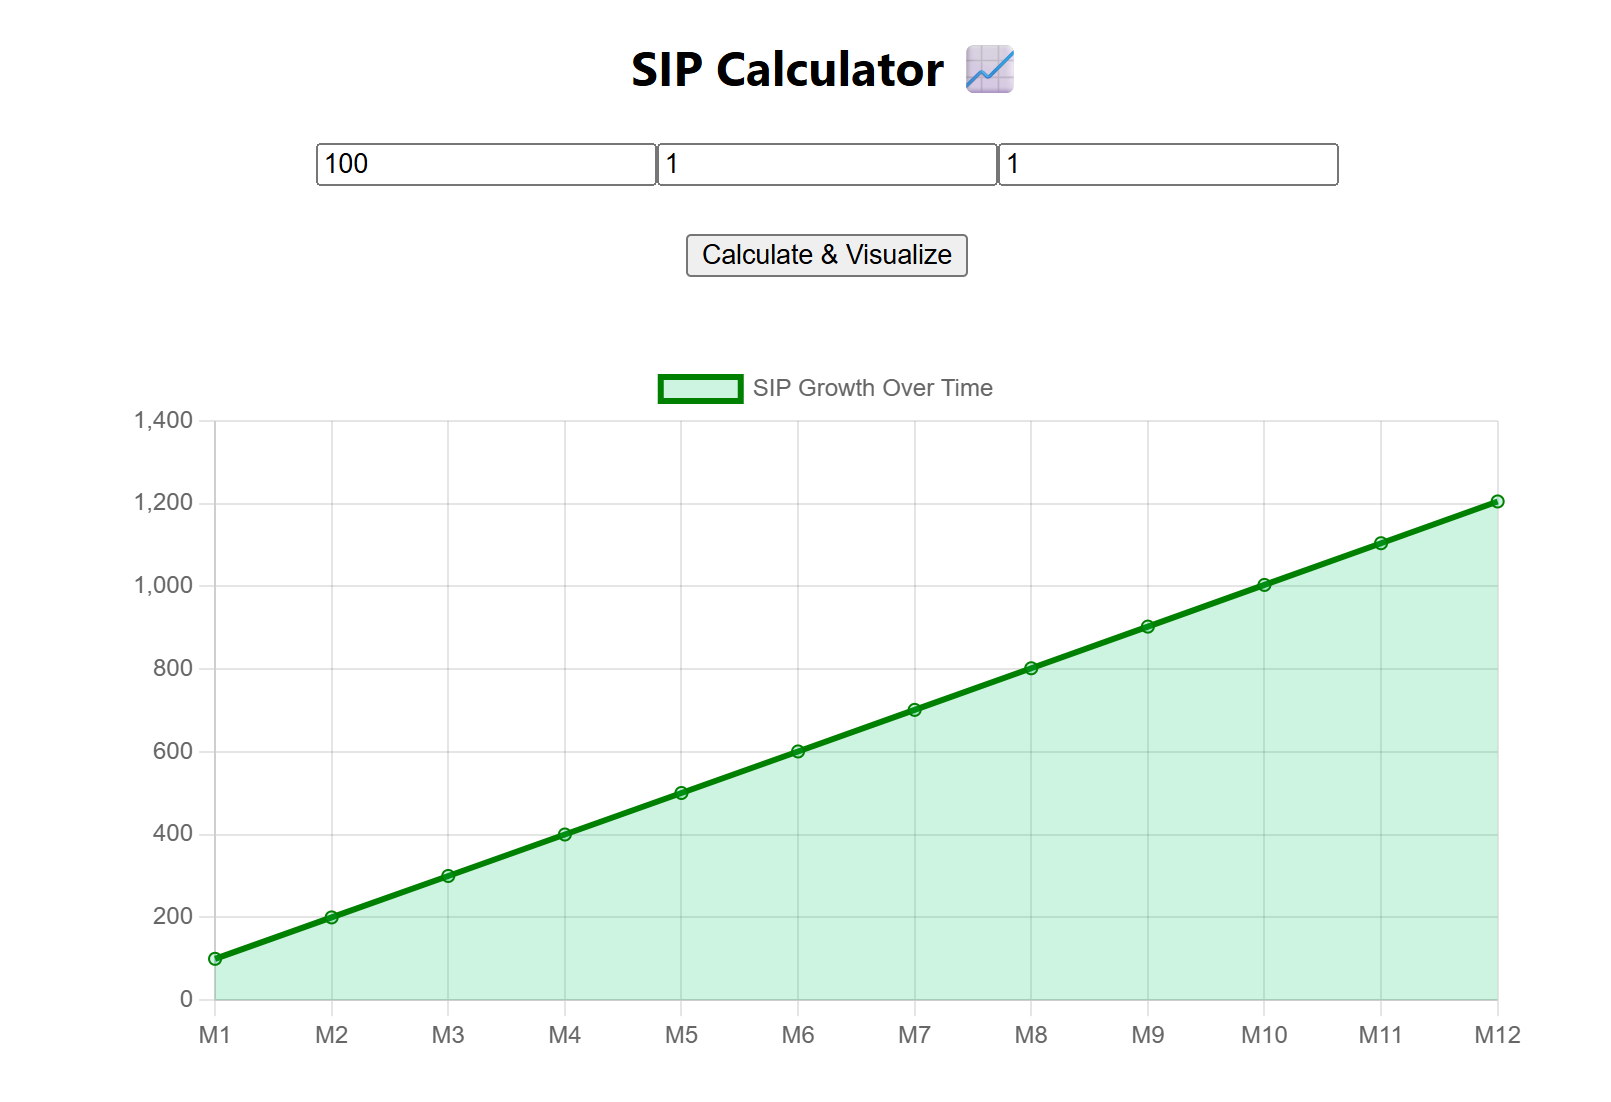 SIP Calculator 📈
100 1 1
Calculate & Visualize
SIP Growth Over Time
1,400
1,200
1,000
800
600
400
200
0
M1 M2 M3 M4 M5 M6 M7 M8 M9 M10 M11 M12